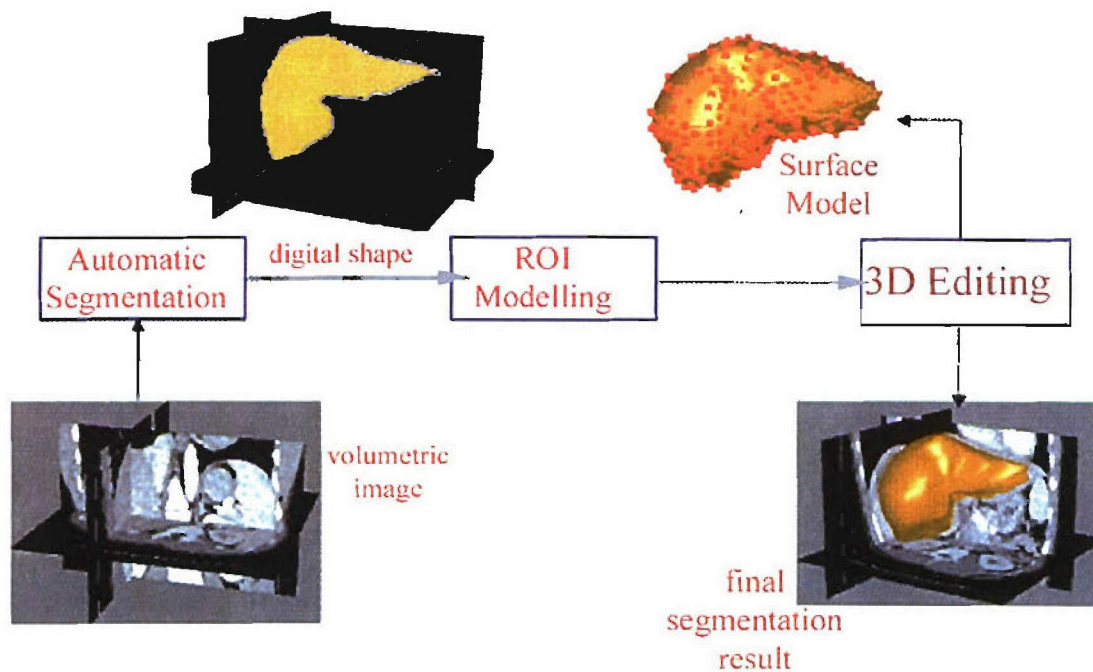 Surface
Model
Automatic
Segmentation
digital shape
ROI
Modelling
3D Editing
volumetric
image
final
segmentation
result